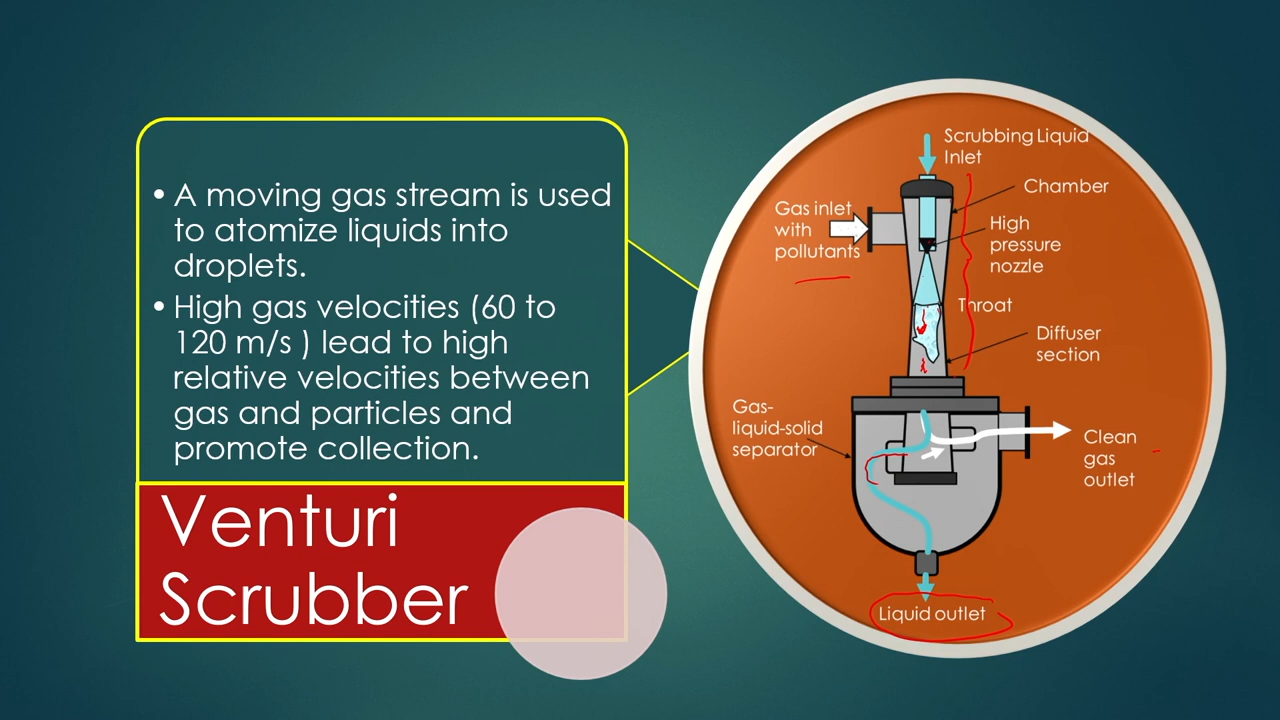 • A moving gas stream is used
to atomize liquids into
droplets.
• High gas velocities (60 to
120 m/s ) lead to high
relative velocities between
gas and particles and
promote collection.
Venturi
Scrubber
Scrubbing Liquid
Inlet
Chamber
Gas inlet
with
pollutants
High
pressure
nozzle
Throat
Diffuser
section
Gas-
liquid-solid
separator
Clean
gas
outlet
Liquid outlet